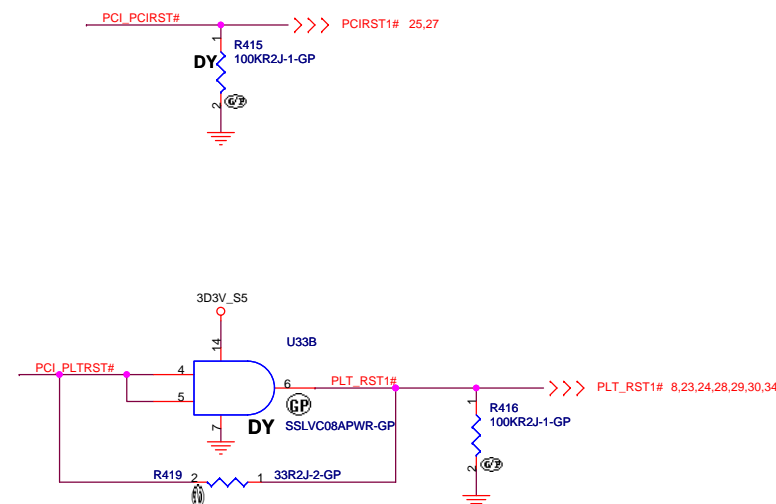 PCI_PCIRST#
PCIRST1# 25,27
1
R415
DY
100KR2J-1-GP
2
G/P
3D3V_S5
14
U33B
PCI_PLTRST#
4
5
6
PLT_RST1#
GP
7
DY
SSLVC08APWR-GP
PLT_RST1# 8,23,24,28,29,30,34
1
R416
100KR2J-1-GP
2
G/P
R419
2
1
33R2J-2-GP